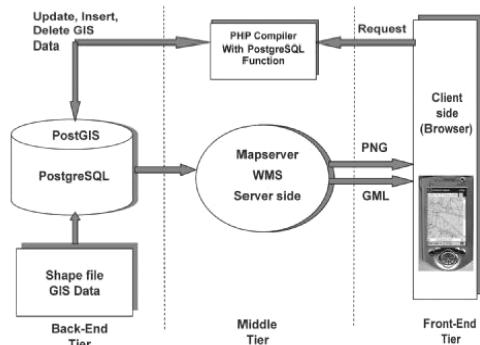 Update, Insert,
Delete GIS
Data
PHP Compiler
With PostgreSQL
Function
Request
Client
side
(Browser)
PostGIS
PostgreSQL
Mapserver
WMS
Server side
PNG
GML
Shape file
GIS Data
Back-End
Tier
Middle
Tier
Front-End
Tier